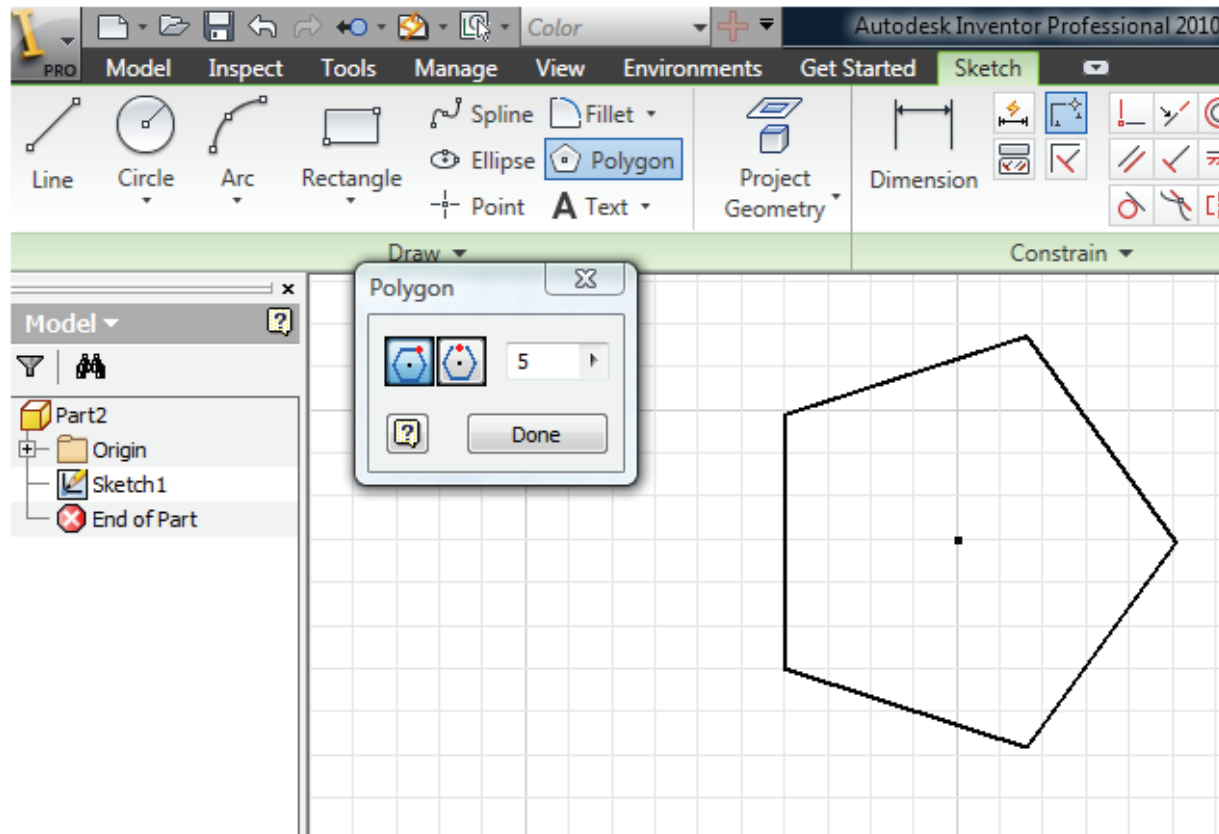 Color Autodesk Inventor Professional 2010
PRO Model Inspect Tools Manage View Environments Get Started Sketch
Spline Fillet
Ellipse Polygon
Line Circle Arc Rectangle Project Dimension
Point A Text Geometry
Draw Constrain
Polygon
Model
5
Part2
Done
Origin
Sketch1
End of Part